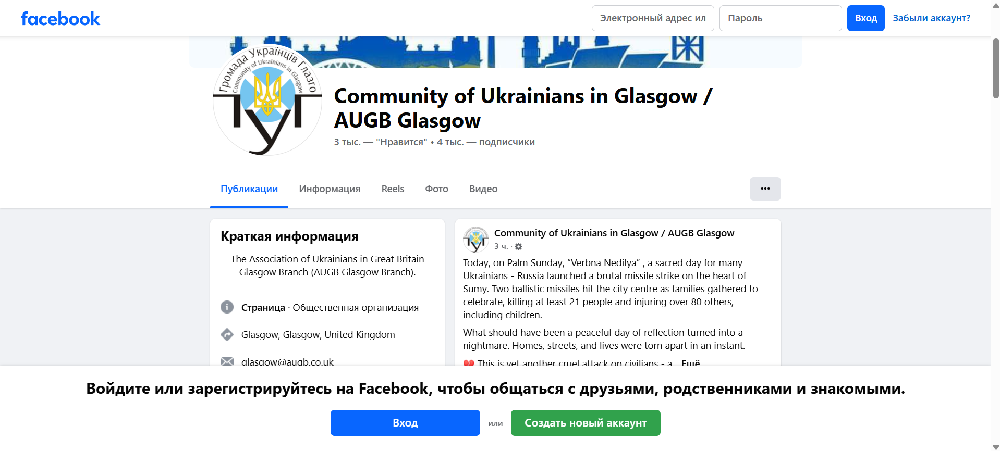 facebook
Электронный адрес ил
Пароль
Вход
Забыли аккаунт?
Громада Українців Глазго
Community of Ukrainians in Glasgow
ГУГ
Community of Ukrainians in Glasgow /
AUGB Glasgow
3 тыс. — "Нравится" • 4 тыс. — подписчики
Публикации
Информация
Reels
Фото
Видео
Краткая информация
The Association of Ukrainians in Great Britain
Glasgow Branch (AUGB Glasgow Branch).
Страница · Общественная организация
Glasgow, Glasgow, United Kingdom
glasgow@augb.co.uk
Community of Ukrainians in Glasgow / AUGB Glasgow
3 ч. ·
Today, on Palm Sunday, “Verbna Nedilya” , a sacred day for many
Ukrainians - Russia launched a brutal missile strike on the heart of
Sumy. Two ballistic missiles hit the city centre as families gathered to
celebrate, killing at least 21 people and injuring over 80 others,
including children.
What should have been a peaceful day of reflection turned into a
nightmare. Homes, streets, and lives were torn apart in an instant.
💔 This is yet another cruel attack on civilians - a... Ещё
Войдите или зарегистрируйтесь на Facebook, чтобы общаться с друзьями, родственниками и знакомыми.
Вход
или
Создать новый аккаунт